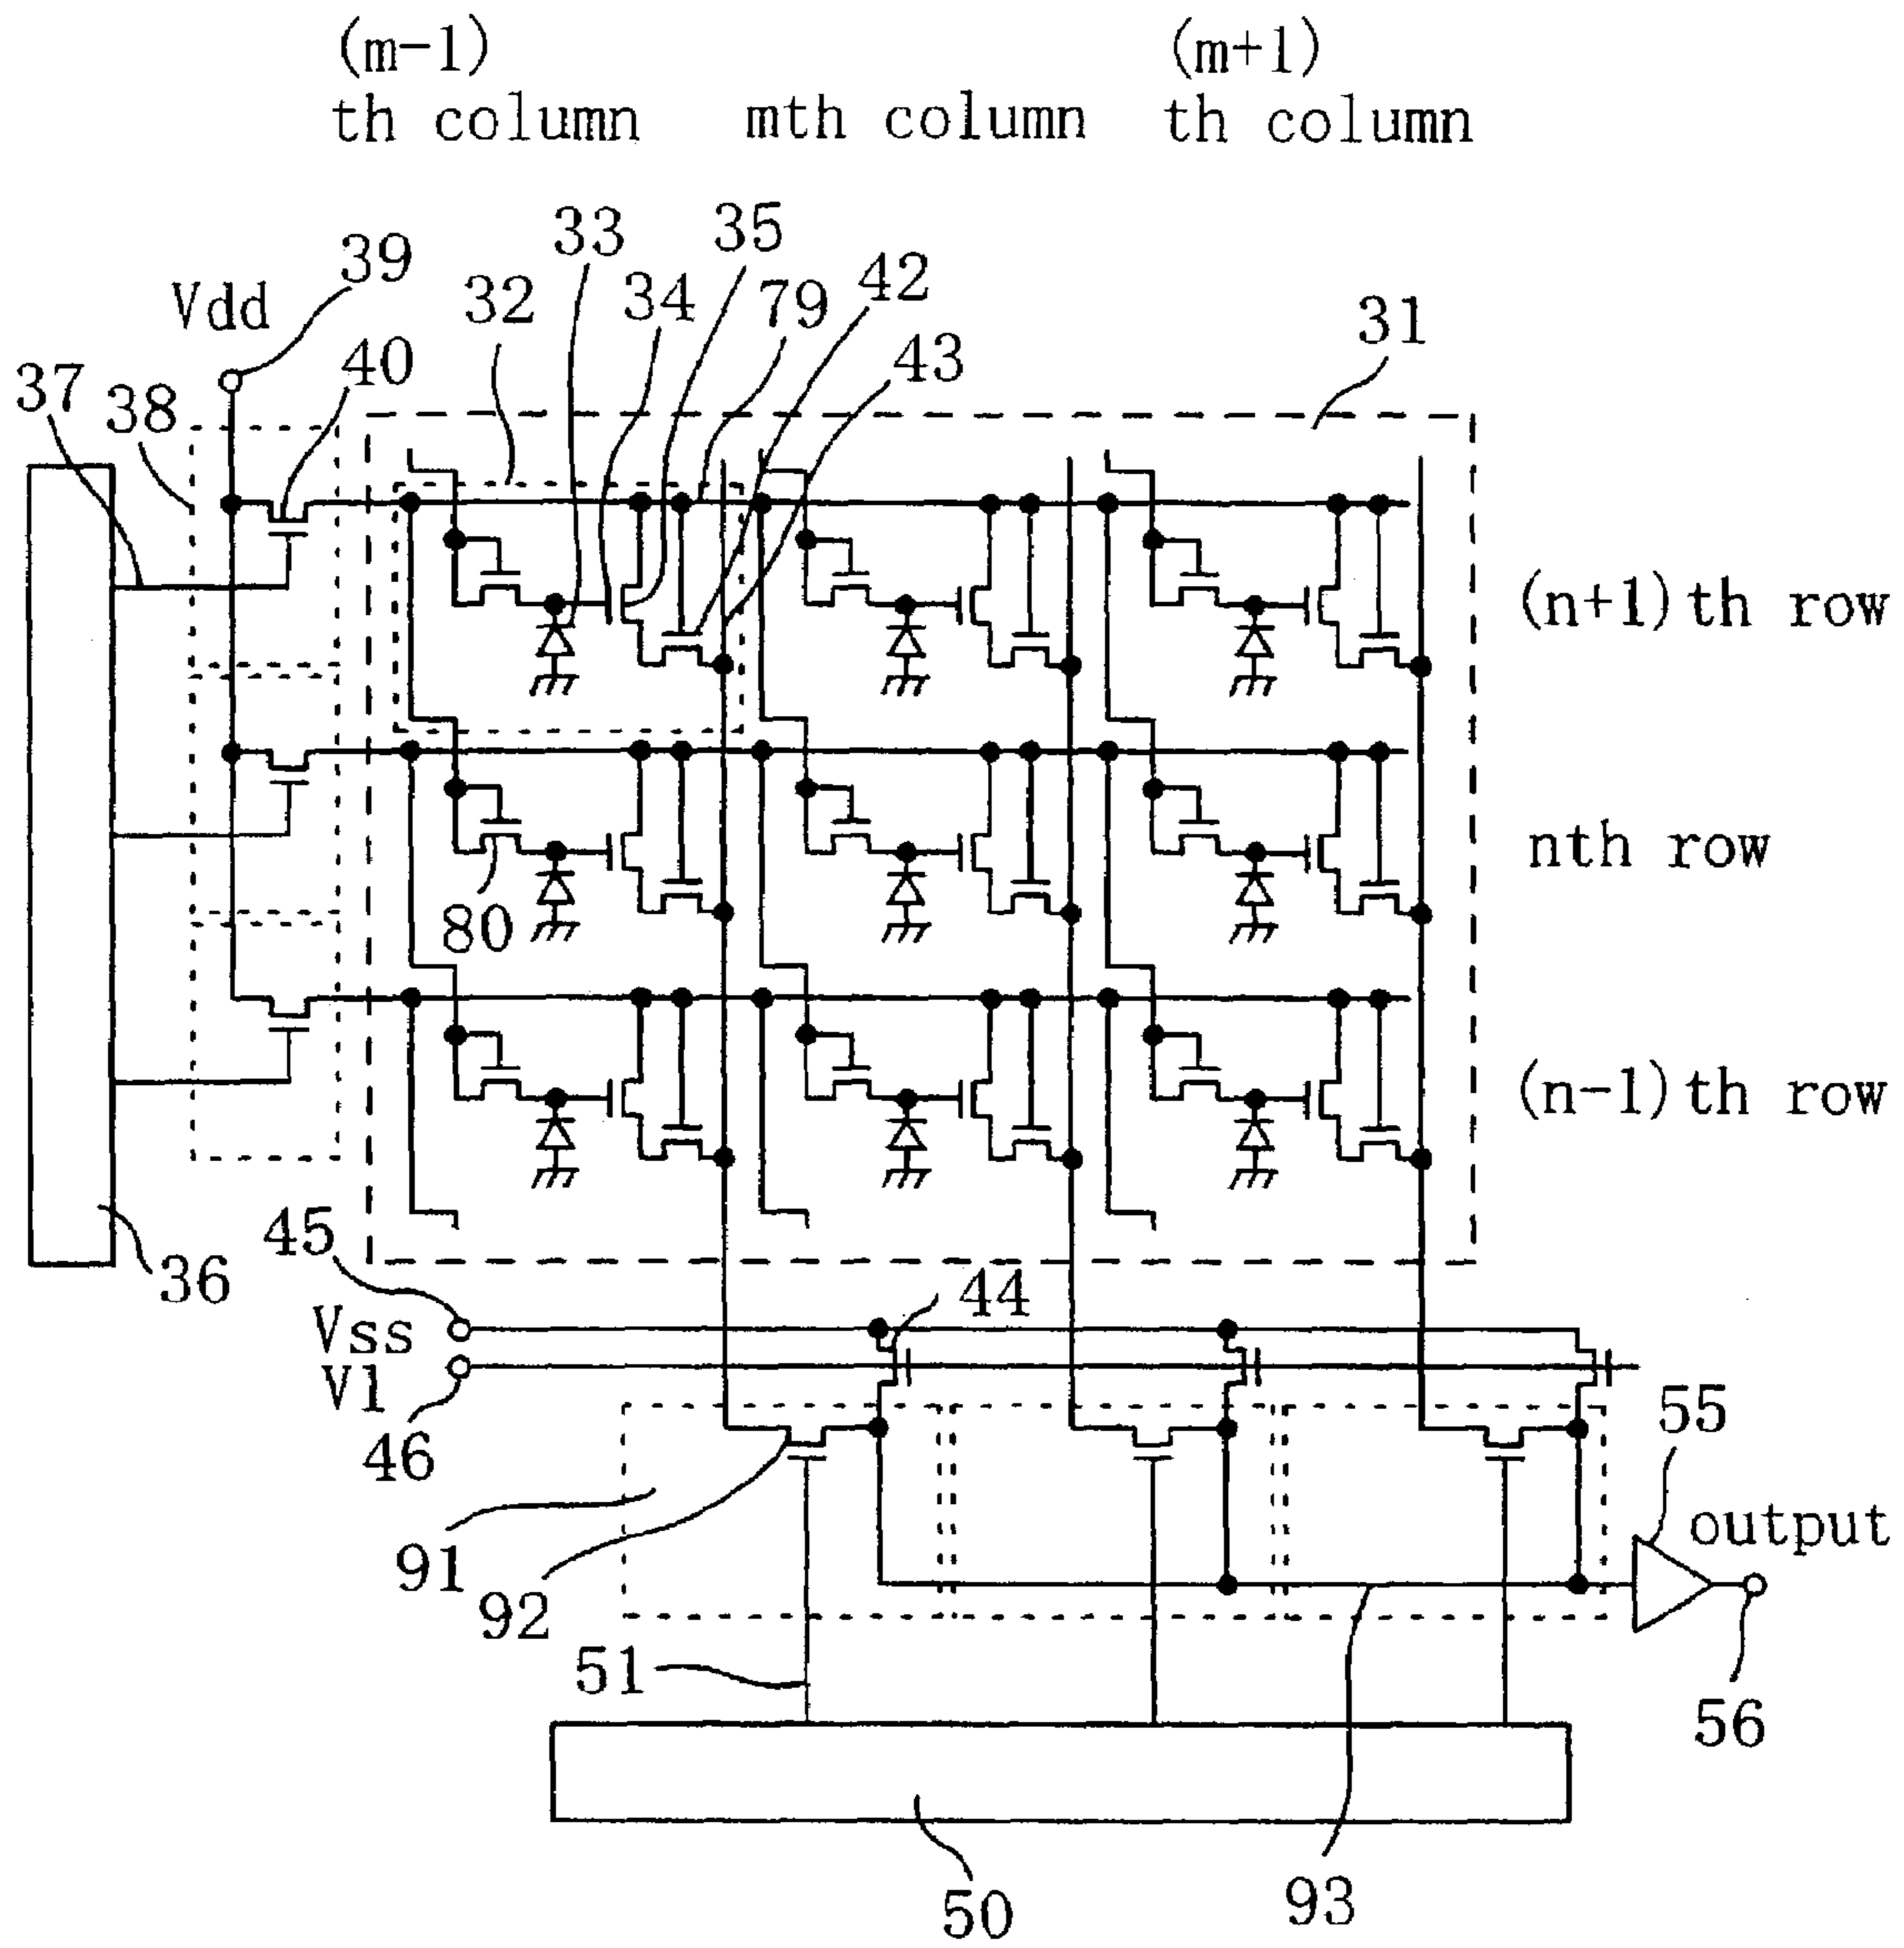 (m-1)
th column
mth column
(m+1)
th column
33
35
39
32
34
79
42
Vdd
31
40
43
37
38
(n+1)th row
nth row
80
(n-1)th row
45
36
44
Vss
V1
55
46
output
91
92
51
56
93
50